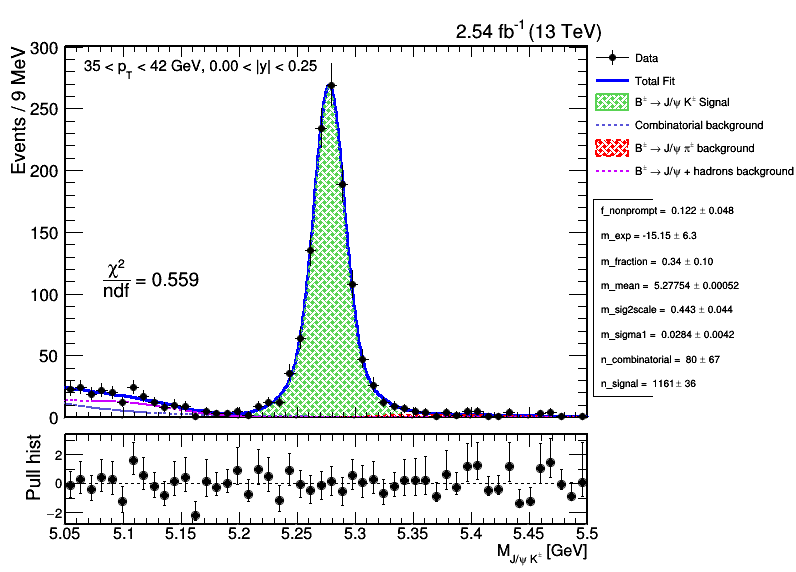 2.54 fb⁻¹ (13 TeV)
Events / 9 MeV
300
250
200
150
100
50
0
35 < p_T < 42 GeV, 0.00 < |y| < 0.25
χ²
ndf = 0.559
Data
Total Fit
B± → J/ψ K± Signal
Combinatorial background
B± → J/ψ π± background
B± → J/ψ + hadrons background
f_nonprompt = 0.122 ± 0.048
m_exp = -15.15 ± 6.3
m_fraction = 0.34 ± 0.10
m_mean = 5.27754 ± 0.00052
m_sig2scale = 0.443 ± 0.044
m_sigma1 = 0.0284 ± 0.0042
n_combinatorial = 80 ± 67
n_signal = 1161 ± 36
Pull hist
2
0
−2
5.05 5.1 5.15 5.2 5.25 5.3 5.35 5.4 5.45 5.5
M_J/ψ K± [GeV]